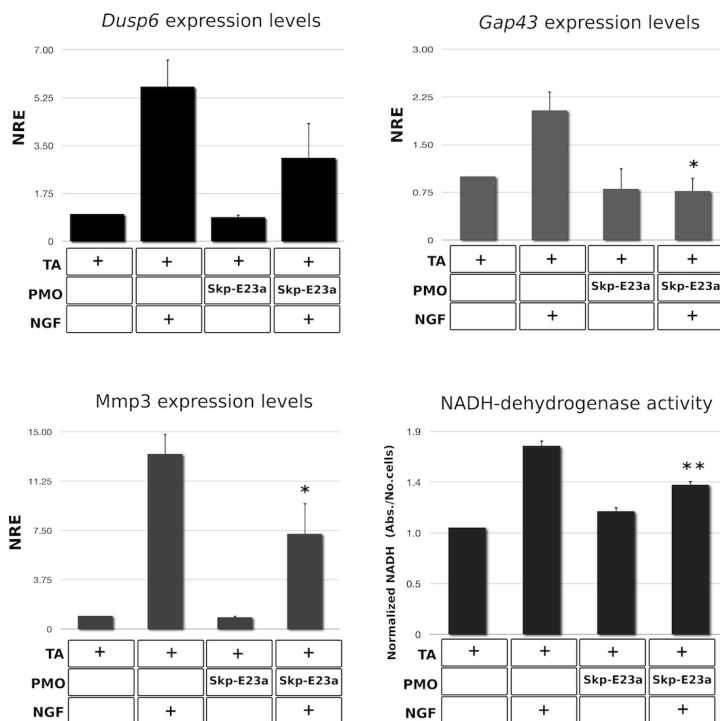 Dusp6 expression levels
7.00
5.25
3.50
1.75
0
NRE
TA + + + +
PMO Skp-E23a Skp-E23a
NGF + +
Gap43 expression levels
3.00
2.25
1.50
0.75
0
NRE
*
TA + + + +
PMO Skp-E23a Skp-E23a
NGF + +
Mmp3 expression levels
15.00
11.25
7.50
3.75
0
NRE
*
TA + + + +
PMO Skp-E23a Skp-E23a
NGF + +
NADH-dehydrogenase activity
1.9
1.4
1.0
0.5
0
Normalized NADH (Abs./No.cells)
**
TA + + + +
PMO Skp-E23a Skp-E23a
NGF + +